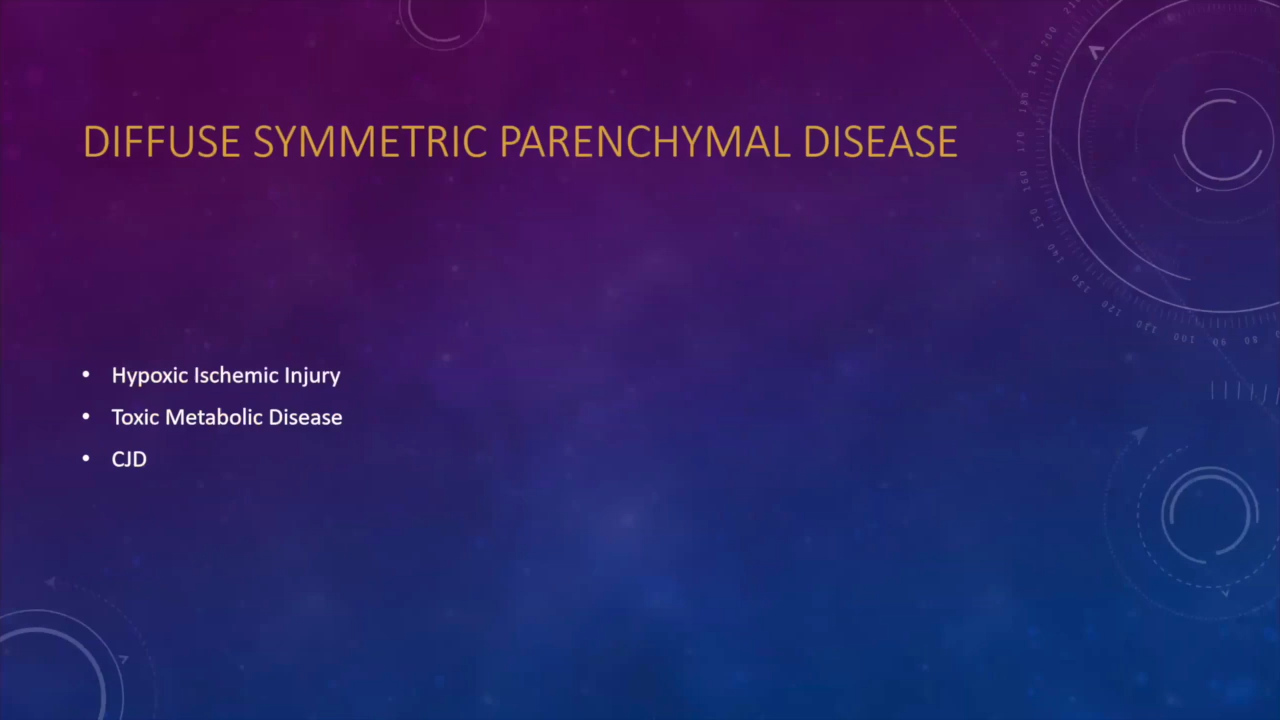 DIFFUSE SYMMETRIC PARENCHYMAL DISEASE
• Hypoxic Ischemic Injury
• Toxic Metabolic Disease
• CJD